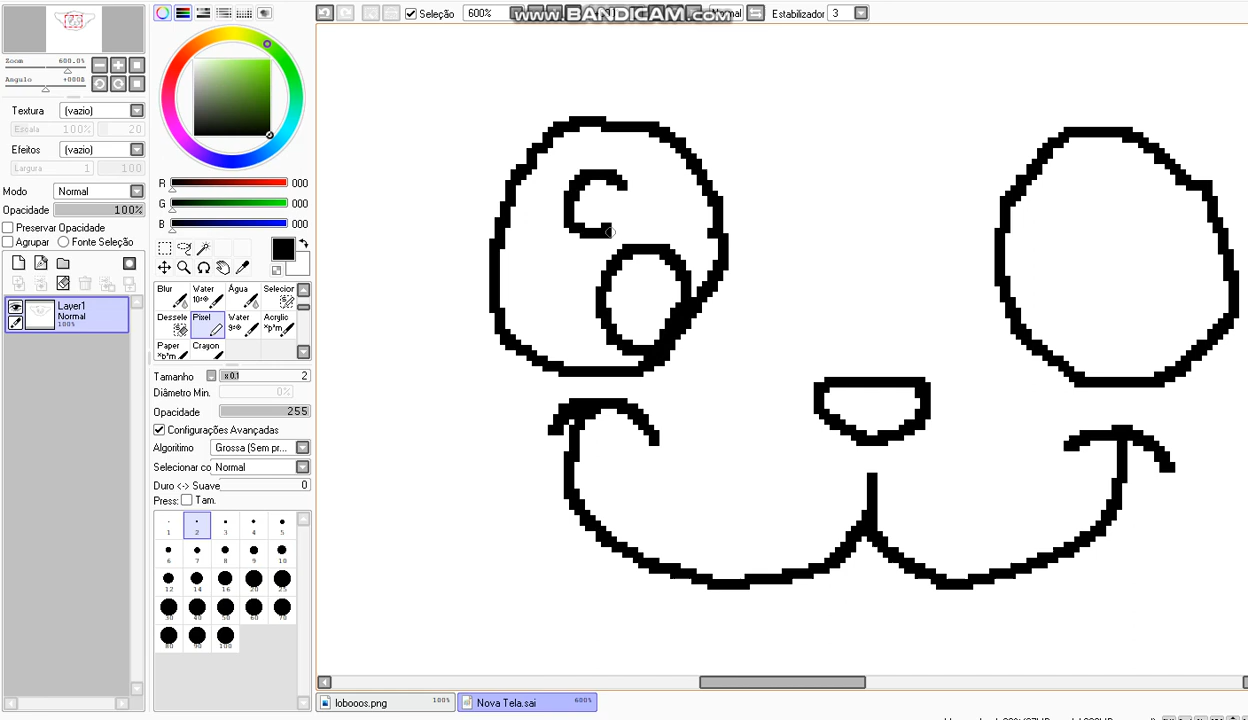 Seleção 600% www.BANDICAM.com Normal Estabilizador 3
Zoom 600.0%
Angulo +000B
Textura (vazio)
Escala 100% 20
Efeitos (vazio)
Largura 1 100
Modo Normal
Opacidade 100%
Preservar Opacidade
Agrupar Fonte Seleção
Layer1
Normal
100%
R 000
G 000
B 000
Blur Water Água Selecior
Dessele Pixel Water Acrylic
Paper Crayon
Tamanho x 0.1 2
Diâmetro Min. 0%
Opacidade 255
Configurações Avançadas
Algoritmo Grossa (Sem pr...
Selecionar co Normal
Duro <-> Suave 0
Press: Tam.
1 2 3 4 5
6 7 8 9 10
12 14 16 20 25
30 40 50 60 70
80 90 100
lobooos.png 100% Nova Tela.sai 600%